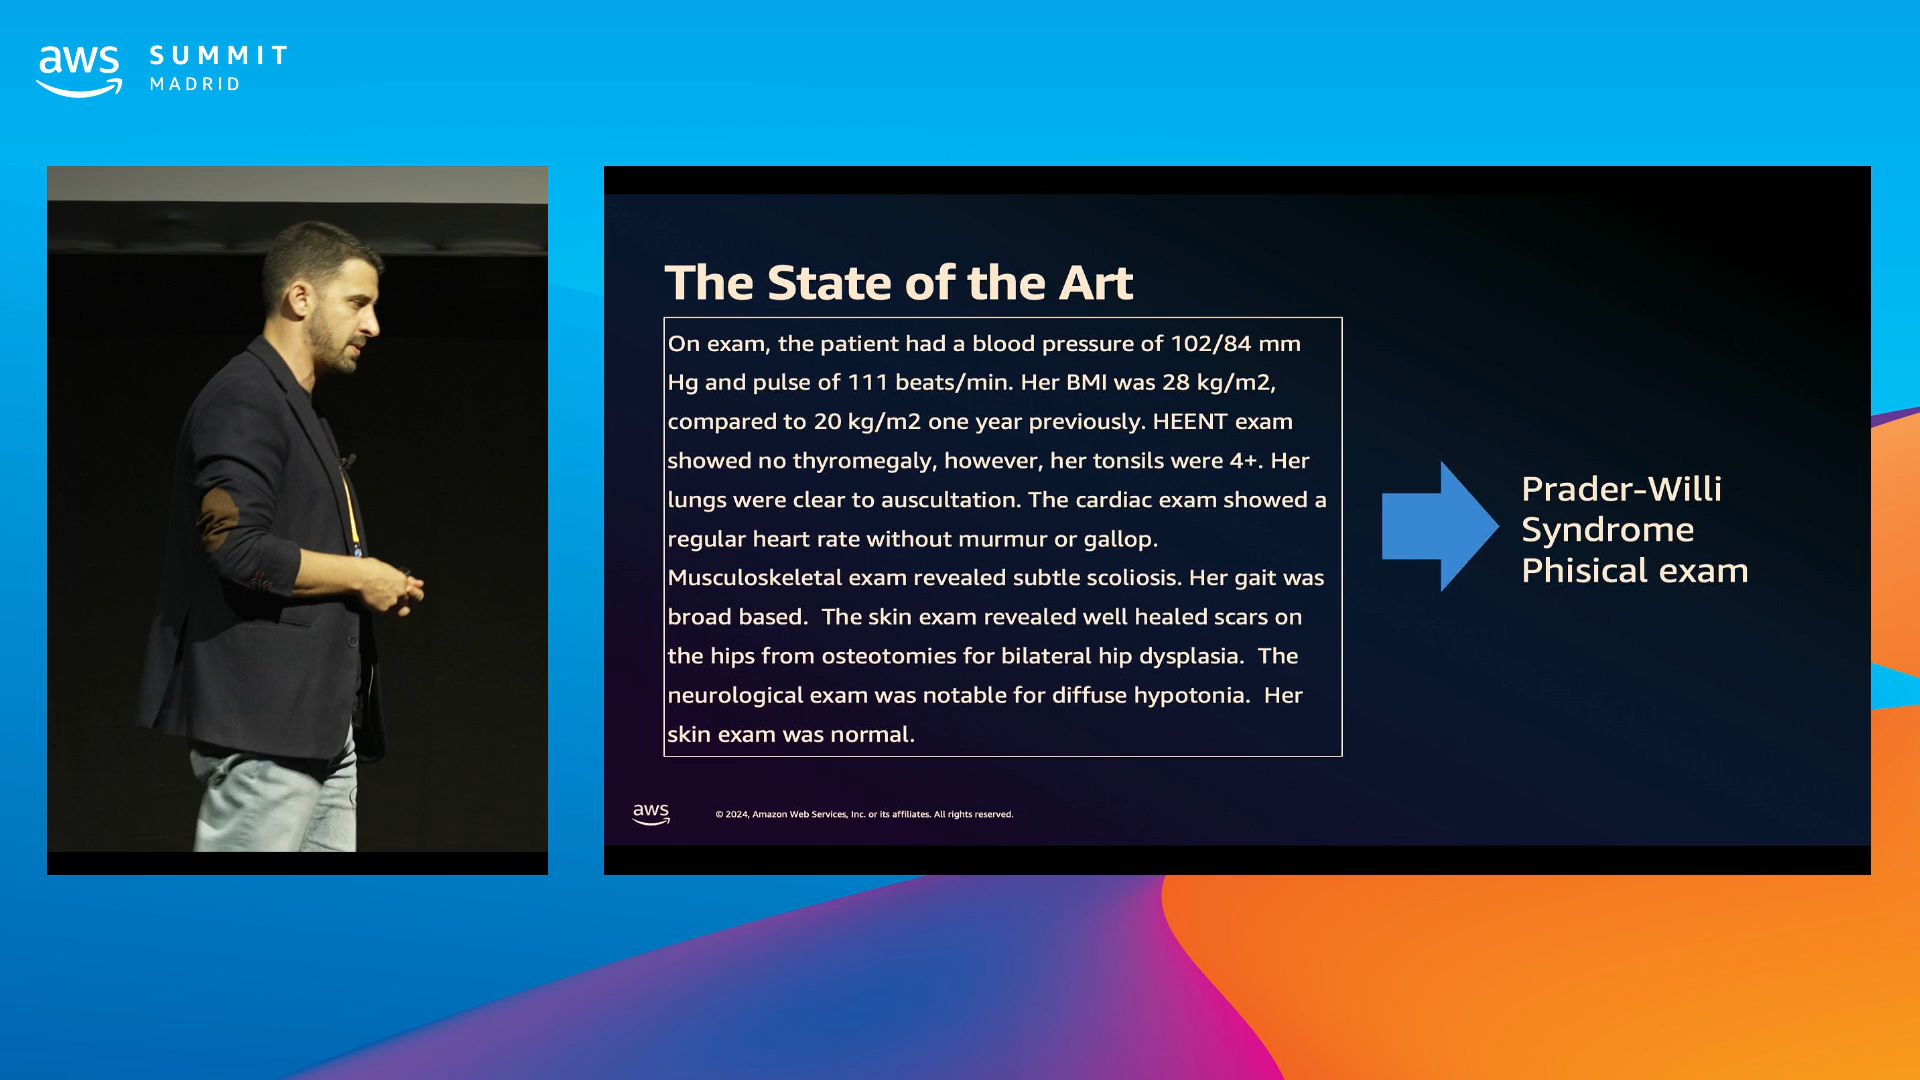 aws SUMMIT
MADRID
The State of the Art
On exam, the patient had a blood pressure of 102/84 mm
Hg and pulse of 111 beats/min. Her BMI was 28 kg/m2,
compared to 20 kg/m2 one year previously. HEENT exam
showed no thyromegaly, however, her tonsils were 4+. Her
lungs were clear to auscultation. The cardiac exam showed a
regular heart rate without murmur or gallop.
Musculoskeletal exam revealed subtle scoliosis. Her gait was
broad based.  The skin exam revealed well healed scars on
the hips from osteotomies for bilateral hip dysplasia.  The
neurological exam was notable for diffuse hypotonia.  Her
skin exam was normal.
Prader-Willi
Syndrome
Phisical exam
aws
© 2024, Amazon Web Services, Inc. or its affiliates. All rights reserved.